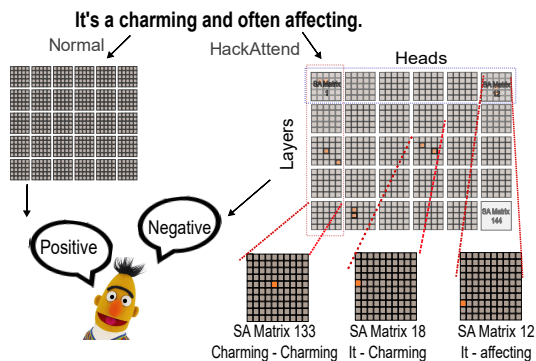 It's a charming and often affecting.
Normal
HackAttend
Heads
SA Matrix
1
SA Matrix
12
Layers
SA Matrix
144
Positive
Negative
SA Matrix 133
Charming - Charming
SA Matrix 18
It - Charming
SA Matrix 12
It - affecting